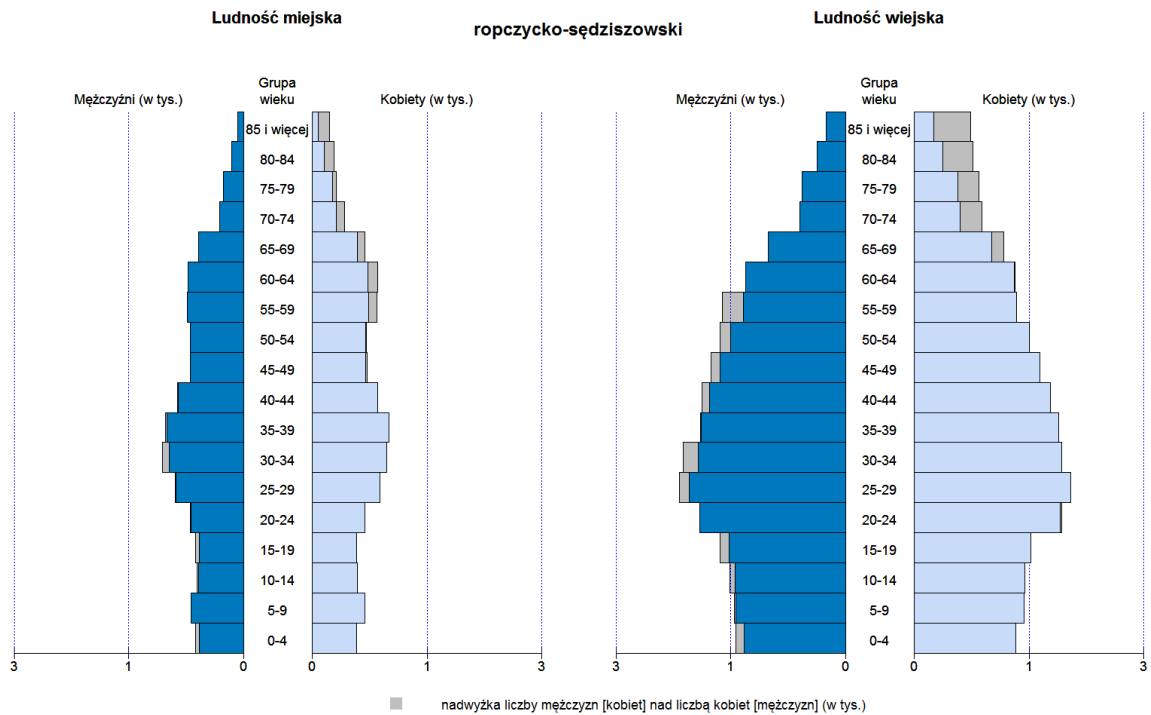 Ludność miejska
Ludność wiejska
ropczycko-sędziszowski
Mężczyźni (w tys.)
Grupa
wieku
Kobiety (w tys.)
Mężczyźni (w tys.)
Grupa
wieku
Kobiety (w tys.)
85 i więcej
85 i więcej
80-84
80-84
75-79
75-79
70-74
70-74
65-69
65-69
60-64
60-64
55-59
55-59
50-54
50-54
45-49
45-49
40-44
40-44
35-39
35-39
30-34
30-34
25-29
25-29
20-24
20-24
15-19
15-19
10-14
10-14
5-9
5-9
0-4
0-4
3 1 0 0 1 3 3 1 0 0 1 3
nadwyżka liczby mężczyzn [kobiet] nad liczbą kobiet [mężczyzn] (w tys.)